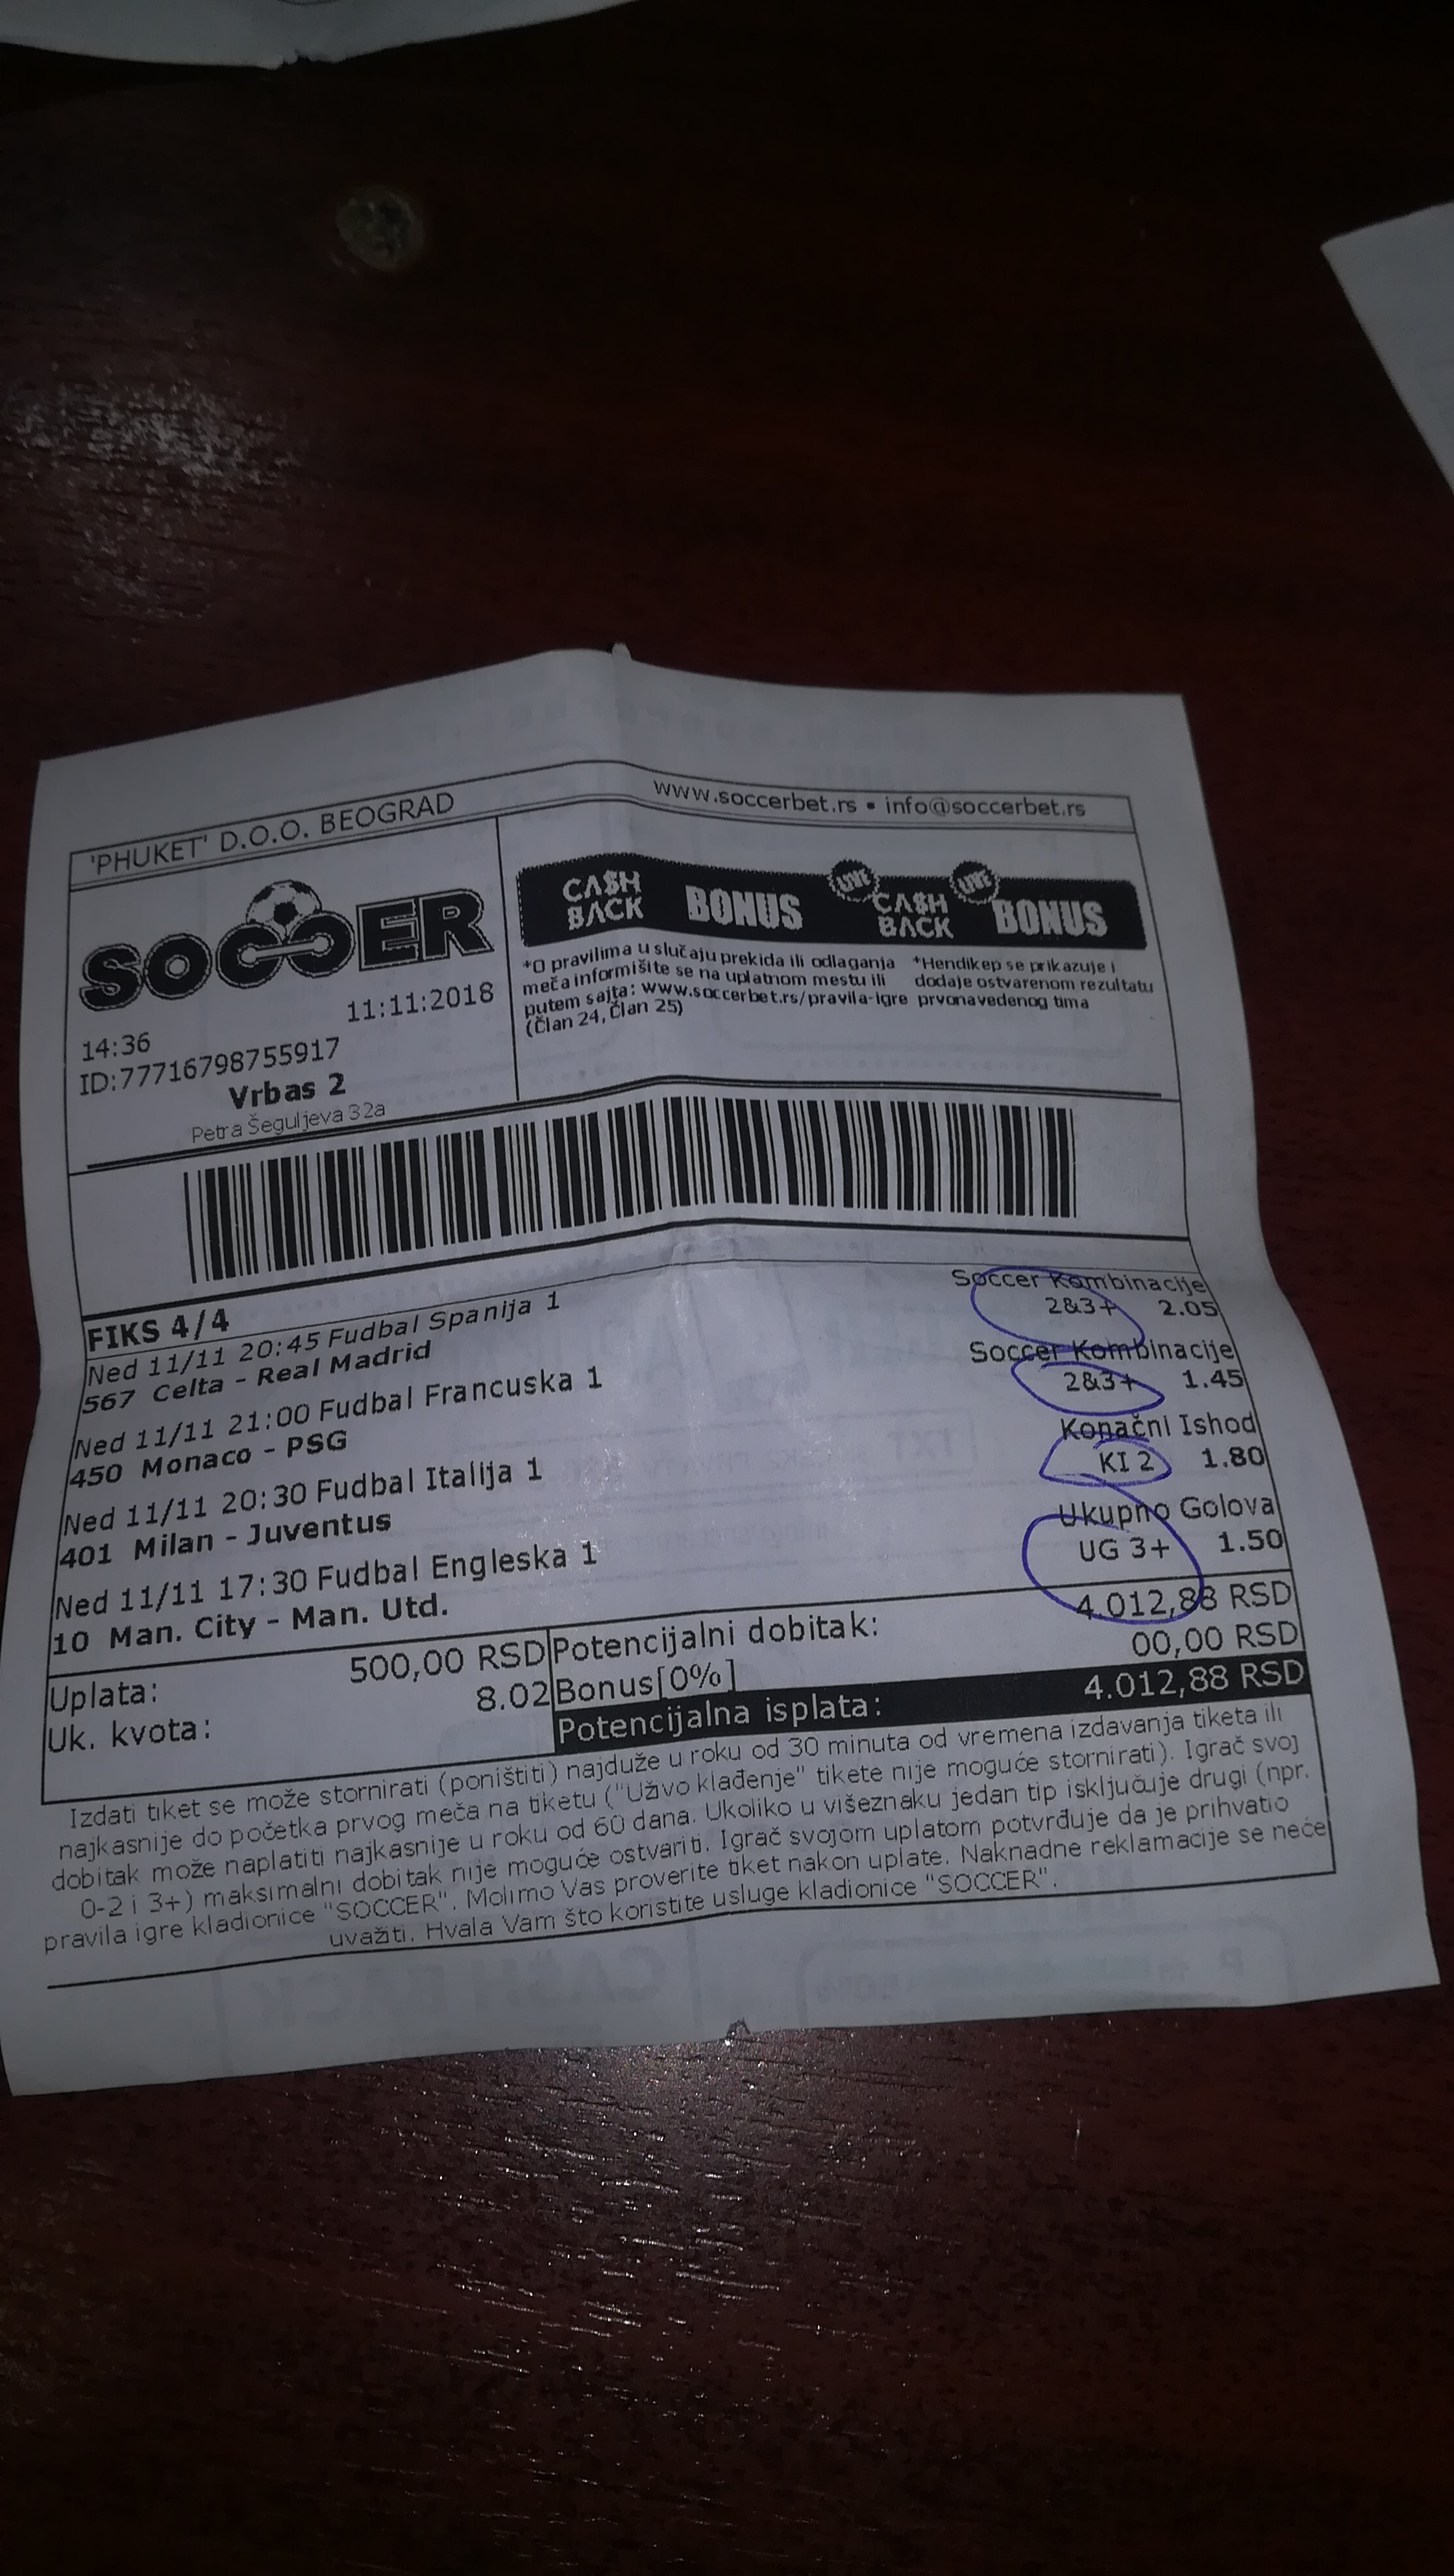 'PHUKET' D.O.O. BEOGRAD
www.soccerbet.rs • info@soccerbet.rs
SOCCER
CA$H BACK BONUS LIVE CA$H BACK LIVE BONUS
11:11:2018
14:36
ID:77716798755917
Vrbas 2
Petra Šeguljeva 32a
*O pravilima u slučaju prekida ili odlaganja
meča informišite se na uplatnom mestu ili
putem sajta: www.soccerbet.rs/pravila-igre
(Član 24, Član 25)
*Hendikep se prikazuje i
dodaje ostvarenom rezultatu
prvonavedenog tima
FIKS 4/4
Ned 11/11 20:45 Fudbal Spanija 1 Soccer Kombinacije
567 Celta - Real Madrid 2&3+ 2.05
Ned 11/11 21:00 Fudbal Francuska 1 Soccer Kombinacije
450 Monaco - PSG 2&3+ 1.45
Ned 11/11 20:30 Fudbal Italija 1 Konačni Ishod
401 Milan - Juventus KI 2 1.80
Ned 11/11 17:30 Fudbal Engleska 1 Ukupno Golova
10 Man. City - Man. Utd. UG 3+ 1.50
Uplata: 500,00 RSD Potencijalni dobitak: 4.012,88 RSD
Uk. kvota: 8.02 Bonus[0%] 00,00 RSD
Potencijalna isplata: 4.012,88 RSD
Izdati tiket se može stornirati (poništiti) najduže u roku od 30 minuta od vremena izdavanja tiketa ili
najkasnije do početka prvog meča na tiketu ("Uživo klađenje" tikete nije moguće stornirati). Igrač svoj
dobitak može naplatiti najkasnije u roku od 60 dana. Ukoliko u višeznaku jedan tip isključuje drugi (npr.
0-2 i 3+) maksimalni dobitak nije moguće ostvariti. Igrač svojom uplatom potvrđuje da je prihvatio
pravila igre kladionice "SOCCER". Molimo Vas proverite tiket nakon uplate. Naknadne reklamacije se neće
uvažiti. Hvala Vam što koristite usluge kladionice "SOCCER".